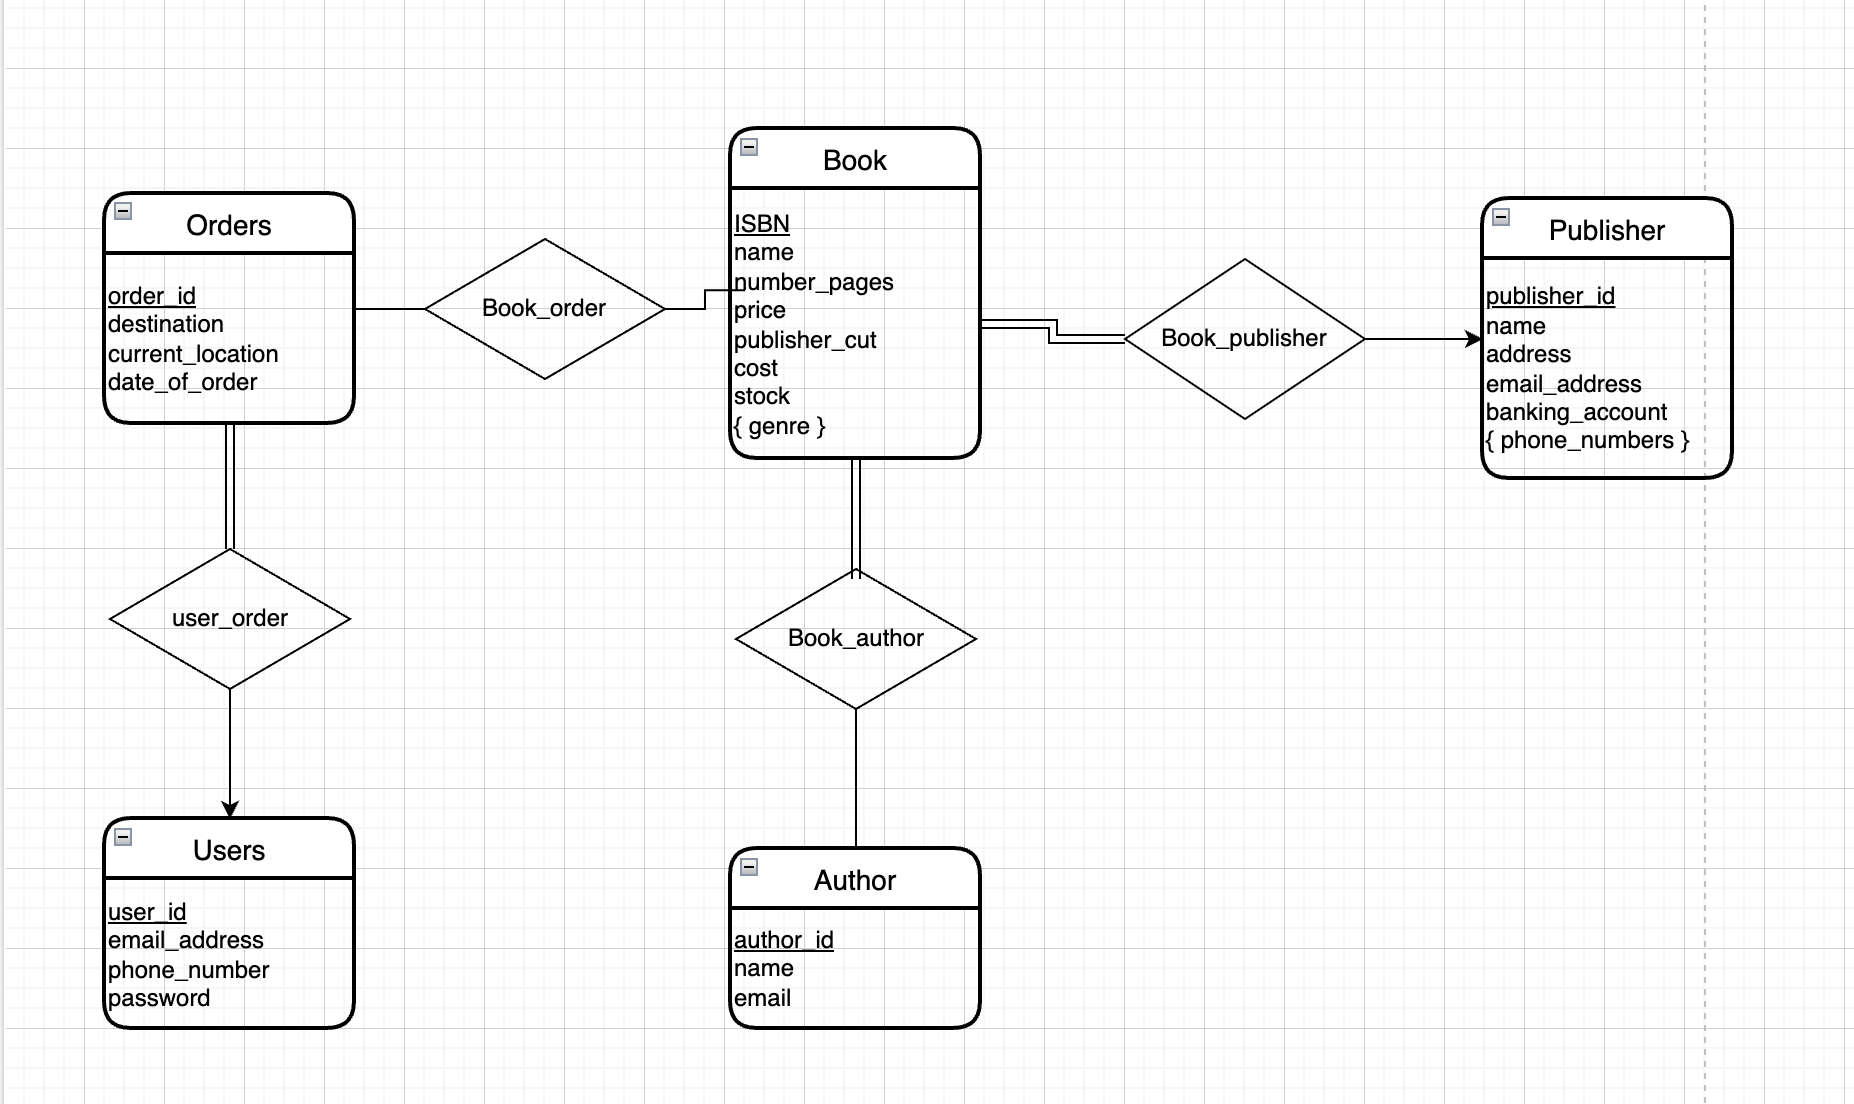 Orders
order_id
destination
current_location
date_of_order
Book_order
Book
ISBN
name
number_pages
price
publisher_cut
cost
stock
{ genre }
Book_publisher
Publisher
publisher_id
name
address
email_address
banking_account
{ phone_numbers }
user_order
Book_author
Users
user_id
email_address
phone_number
password
Author
author_id
name
email